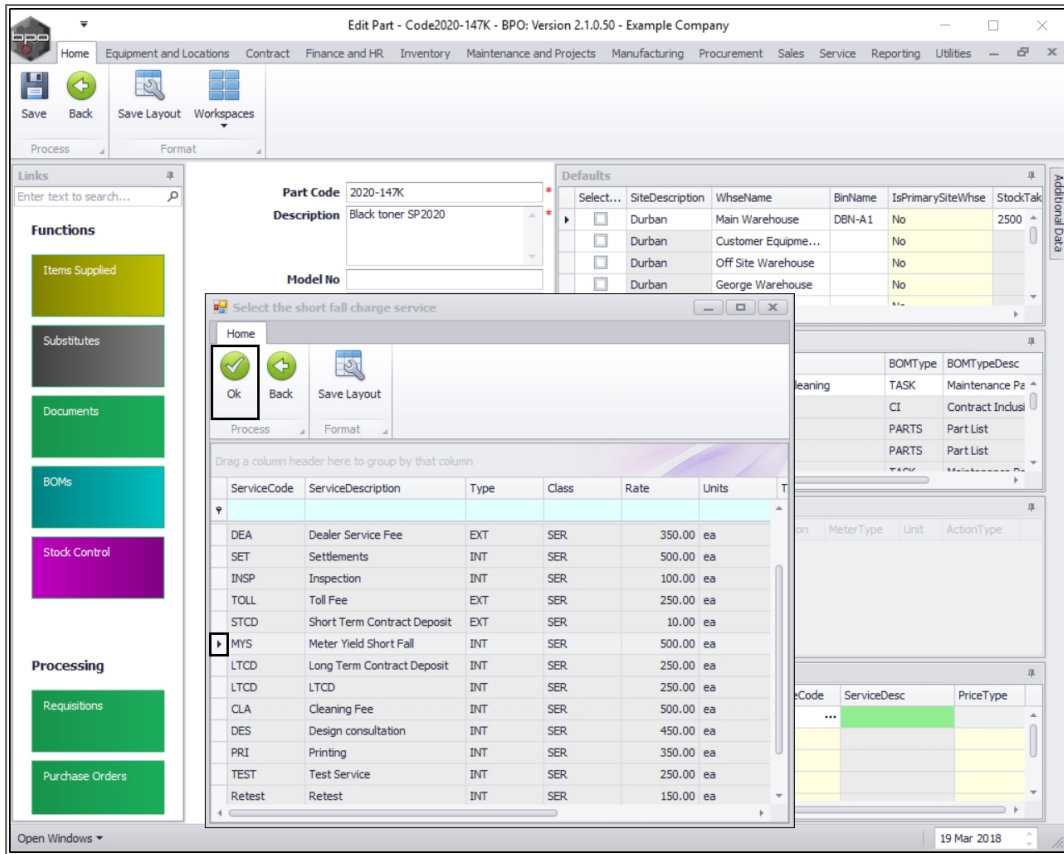 Edit Part - Code2020-147K - BPO: Version 2.1.0.50 - Example Company
bpo
Home Equipment and Locations Contract Finance and HR Inventory Maintenance and Projects Manufacturing Procurement Sales Service Reporting Utilities
Save Back Save Layout Workspaces
Process Format
Links
Enter text to search...
Functions
Items Supplied
Substitutes
Documents
BOMs
Stock Control
Processing
Requisitions
Purchase Orders
Part Code 2020-147K *
Description Black toner SP2020 *
Model No
Defaults
Select... SiteDescription WhseName BinName IsPrimarySiteWhse StockTak
Durban Main Warehouse DBN-A1 No 2500
Durban Customer Equipme... No
Durban Off Site Warehouse No
Durban George Warehouse No
No
Additional Data
Select the short fall charge service
Home
Ok Back Save Layout
Process Format
Drag a column header here to group by that column
ServiceCode ServiceDescription Type Class Rate Units T
DEA Dealer Service Fee EXT SER 350.00 ea
SET Settlements INT SER 500.00 ea
INSP Inspection INT SER 100.00 ea
TOLL Toll Fee EXT SER 250.00 ea
STCD Short Term Contract Deposit EXT SER 10.00 ea
MYS Meter Yield Short Fall INT SER 500.00 ea
LTCD Long Term Contract Deposit INT SER 250.00 ea
LTCD LTCD INT SER 250.00 ea
CLA Cleaning Fee INT SER 500.00 ea
DES Design consultation INT SER 450.00 ea
PRI Printing INT SER 350.00 ea
TEST Test Service INT SER 250.00 ea
Retest Retest INT SER 150.00 ea
BOMType BOMTypeDesc
leaning TASK Maintenance Pa
CI Contract Inclusi
PARTS Part List
PARTS Part List
TASK Maintenance Pa
on MeterType Unit ActionType
eCode ServiceDesc PriceType
...
Open Windows
19 Mar 2018